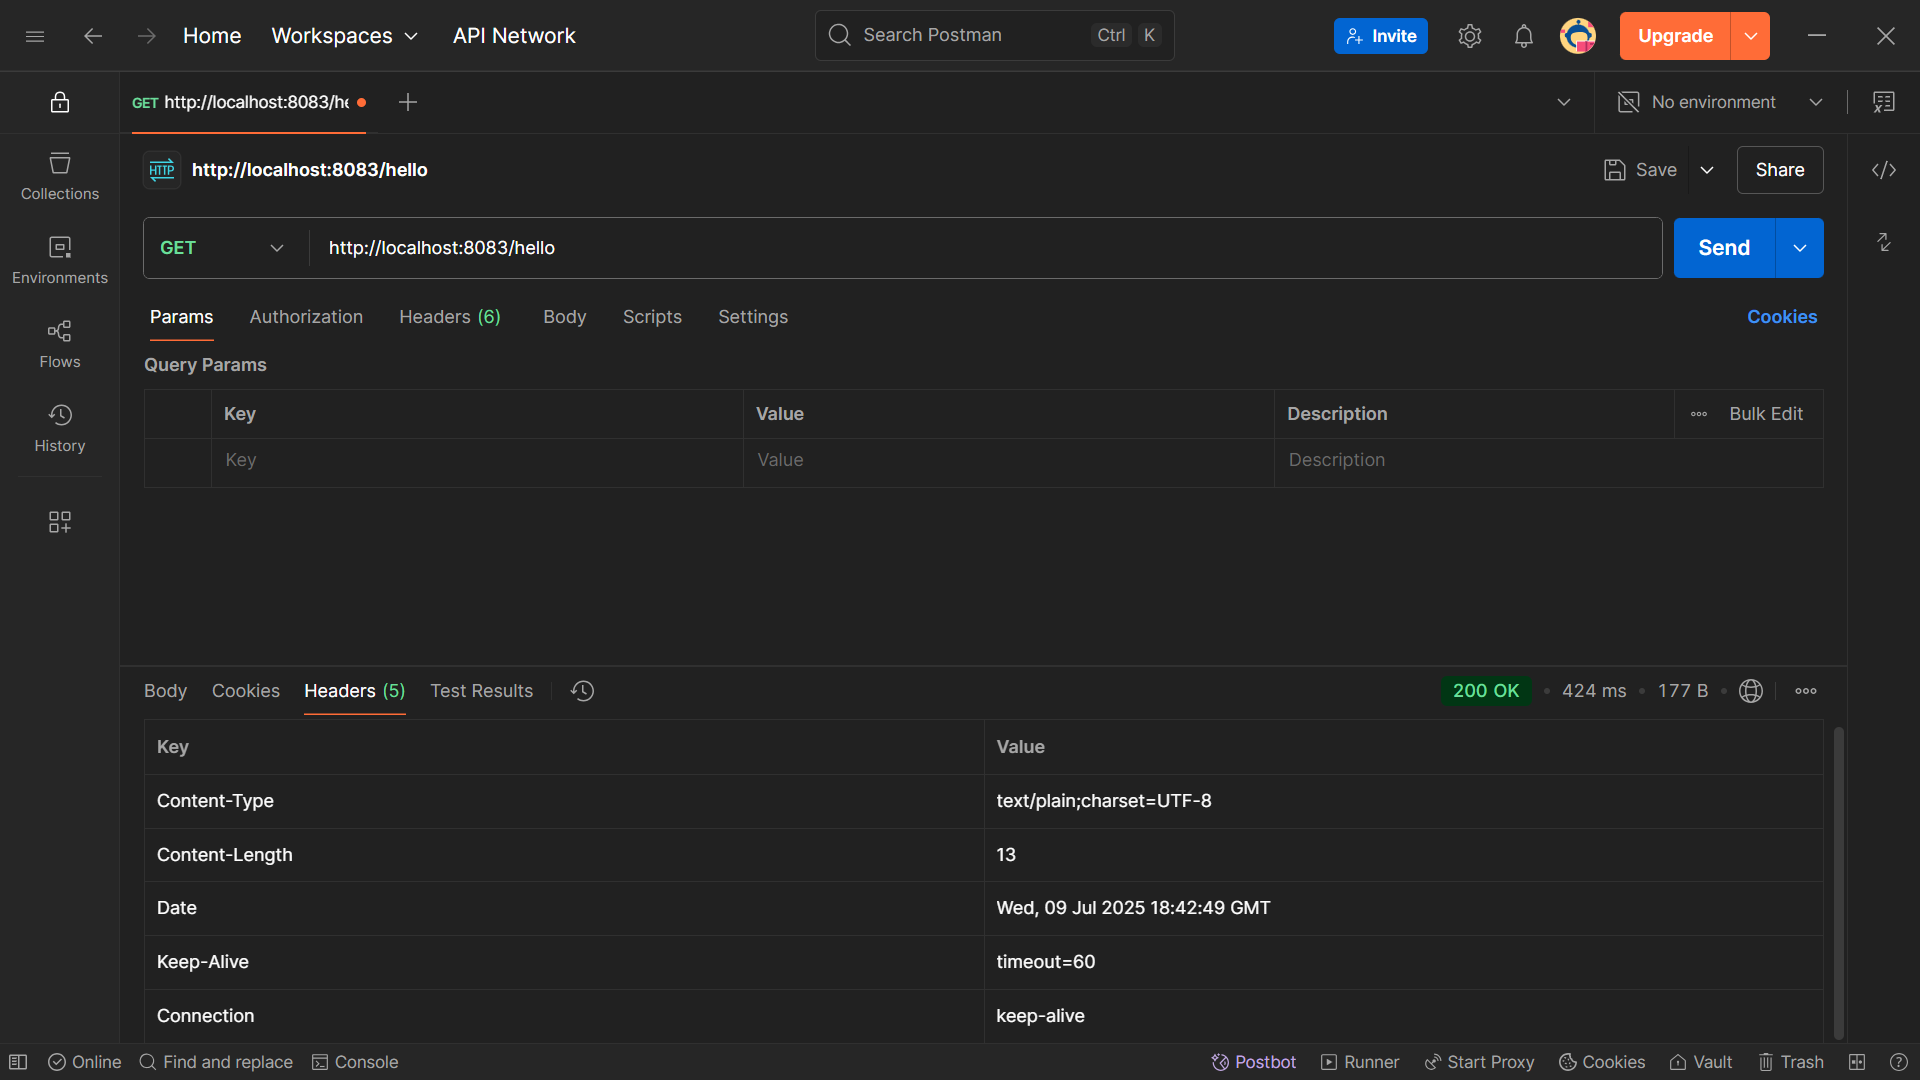 Home Workspaces API Network Search Postman Ctrl K Invite Upgrade
GET http://localhost:8083/he No environment
Collections
Environments
Flows
History
HTTP http://localhost:8083/hello Save Share
GET http://localhost:8083/hello Send
Params Authorization Headers (6) Body Scripts Settings Cookies
Query Params
Key Value Description Bulk Edit
Key Value Description
Body Cookies Headers (5) Test Results 200 OK 424 ms 177 B
Key Value
Content-Type text/plain;charset=UTF-8
Content-Length 13
Date Wed, 09 Jul 2025 18:42:49 GMT
Keep-Alive timeout=60
Connection keep-alive
Online Find and replace Console Postbot Runner Start Proxy Cookies Vault Trash